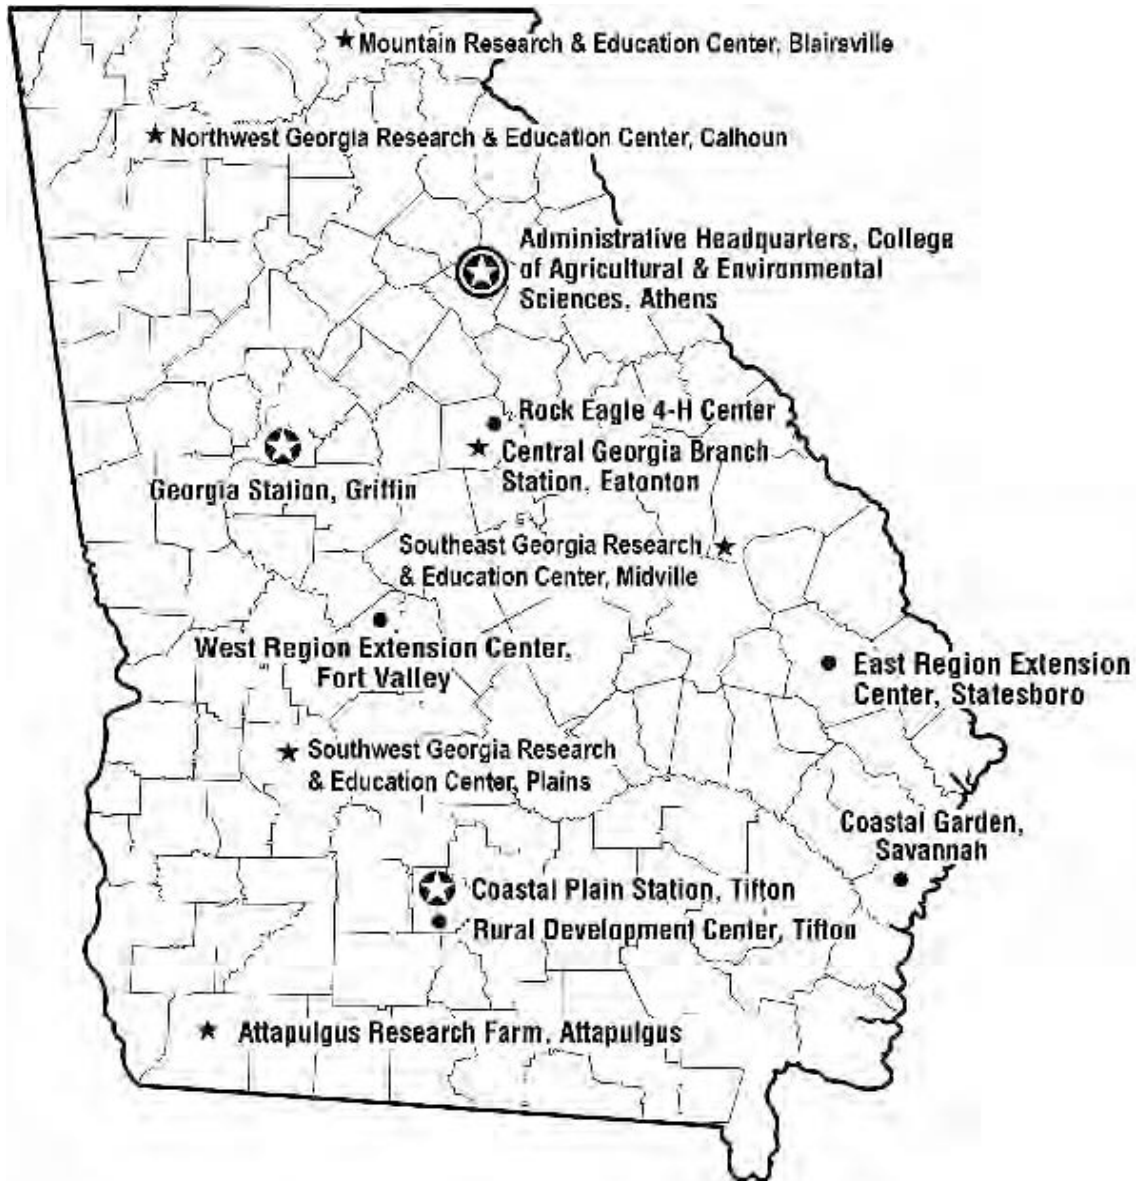 Mountain Research & Education Center, Blairsville
Northwest Georgia Research & Education Center, Calhoun
Administrative Headquarters, College
of Agricultural & Environmental
Sciences, Athens
Rock Eagle 4-H Center
Central Georgia Branch
Station, Eatonton
Georgia Station, Griffin
Southeast Georgia Research
& Education Center, Midville
West Region Extension Center,
Fort Valley
East Region Extension
Center, Statesboro
Southwest Georgia Research
& Education Center, Plains
Coastal Garden,
Savannah
Coastal Plain Station, Tifton
Rural Development Center, Tifton
Attapulgus Research Farm, Attapulgus